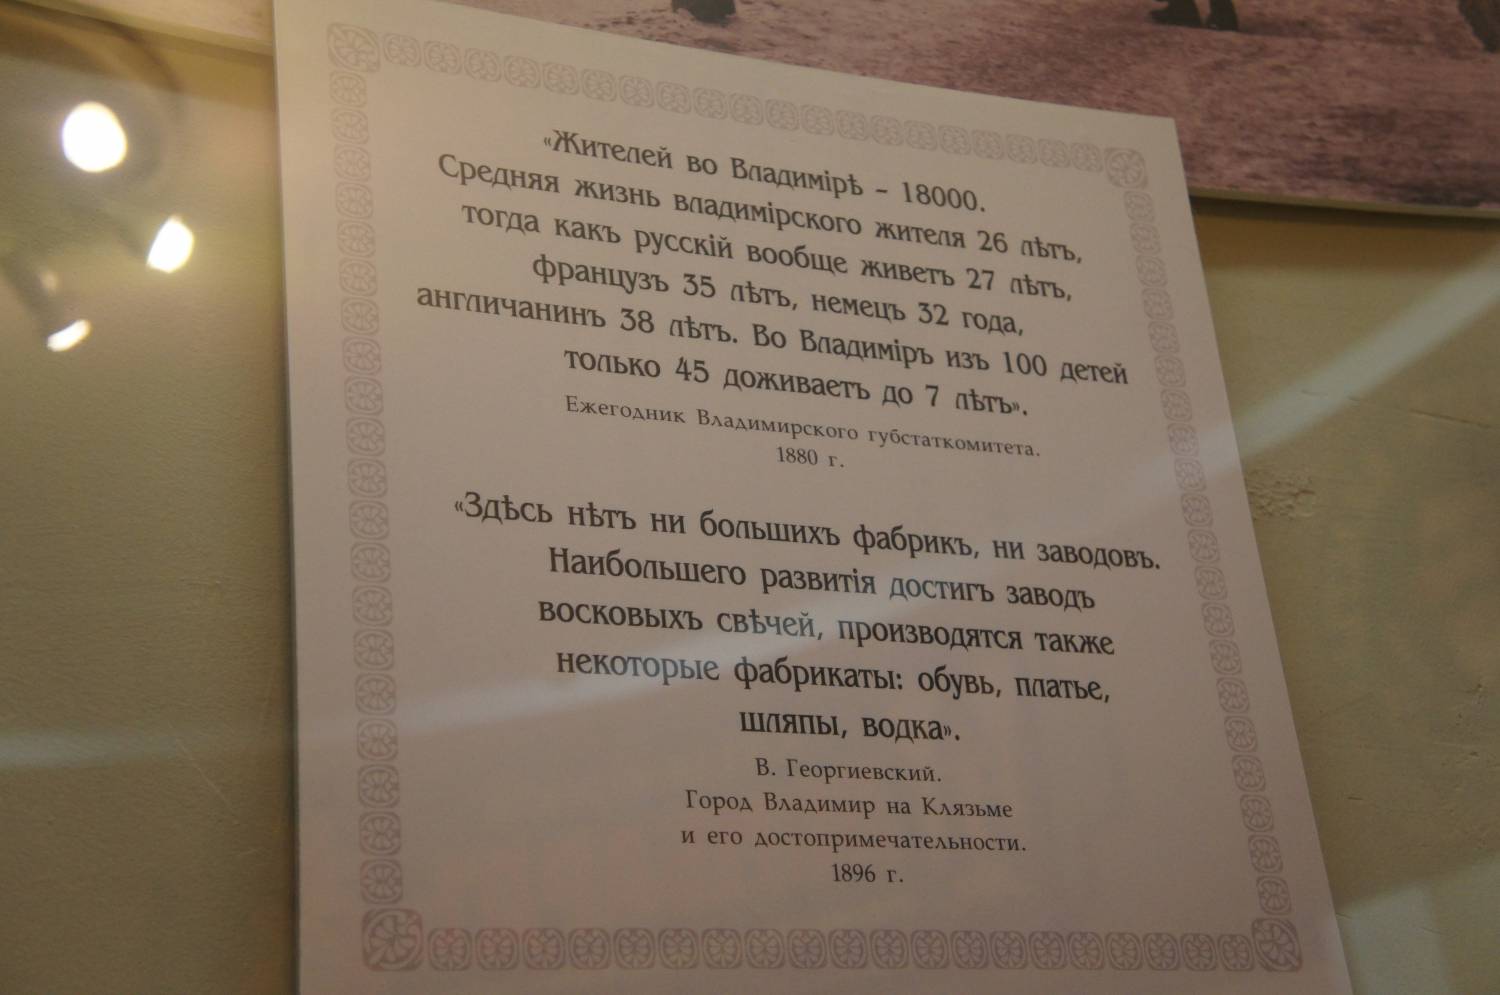 «Жителей во Владимірѣ – 18000.
Средняя жизнь владимірского жителя 26 лѣтъ,
тогда какъ русскій вообще живетъ 27 лѣтъ,
французъ 35 лѣтъ, немецъ 32 года,
англичанинъ 38 лѣтъ. Во Владиміръ изъ 100 детей
только 45 доживаетъ до 7 лѣтъ».
Ежегодник Владимирского губстаткомитета.
1880 г.
«Здѣсь нѣтъ ни большихъ фабрикъ, ни заводовъ.
Наибольшего развитія достигъ заводъ
восковыхъ свѣчей, производятся также
некоторые фабрикаты: обувь, платье,
шляпы, водка».
В. Георгиевский.
Город Владимир на Клязьме
и его достопримечательности.
1896 г.